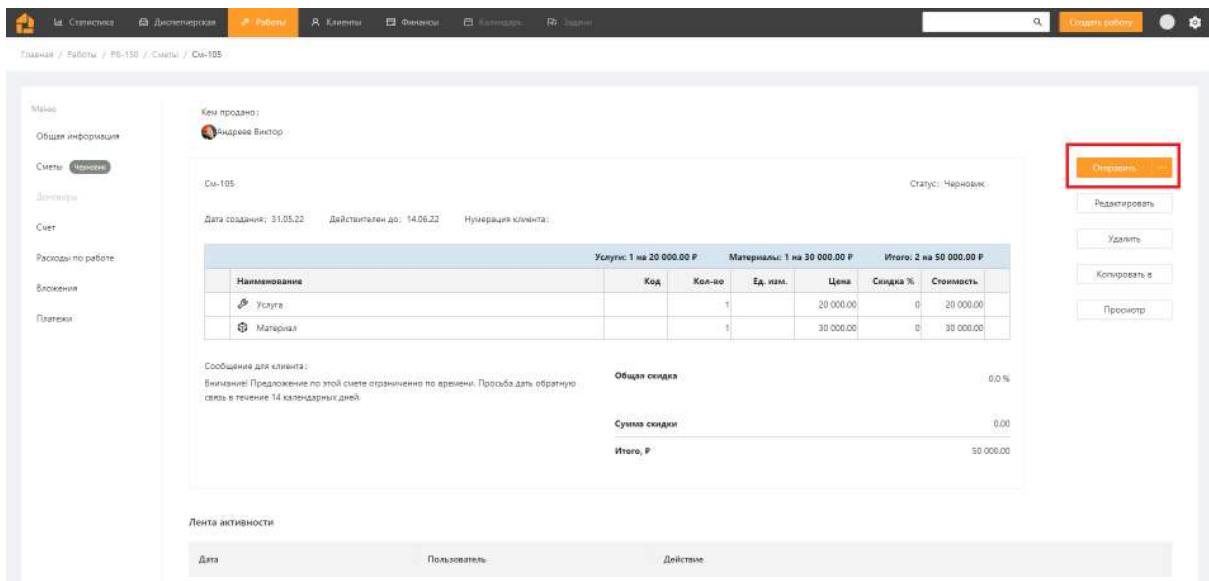 Статистика Диспетчерская Работы Клиенты Финансы Календарь Задачи Создать работу
Главная / Работы / РБ-150 / Сметы / См-105
Меню
Общая информация
Сметы Черновик
Договоры
Счет
Расходы по работе
Вложения
Платежи
Кем продано:
Андреев Виктор
См-105 Статус: Черновик
Дата создания: 31.05.22 Действителен до: 14.06.22 Нумерация клиента:
Услуги: 1 на 20 000.00 ₽ Материалы: 1 на 30 000.00 ₽ Итого: 2 на 50 000.00 ₽
Наименование Код Кол-во Ед. изм. Цена Скидка % Стоимость
Услуга 1 20 000.00 0 20 000.00
Материал 1 30 000.00 0 30 000.00
Сообщение для клиента:
Внимание! Предложение по этой смете ограниченно по времени. Просьба дать обратную
связь в течение 14 календарных дней.
Общая скидка 0.0 %
Сумма скидки 0.00
Итого, ₽ 50 000.00
Отправить ...
Редактировать
Удалить
Копировать в
Просмотр
Лента активности
Дата Пользователь Действие